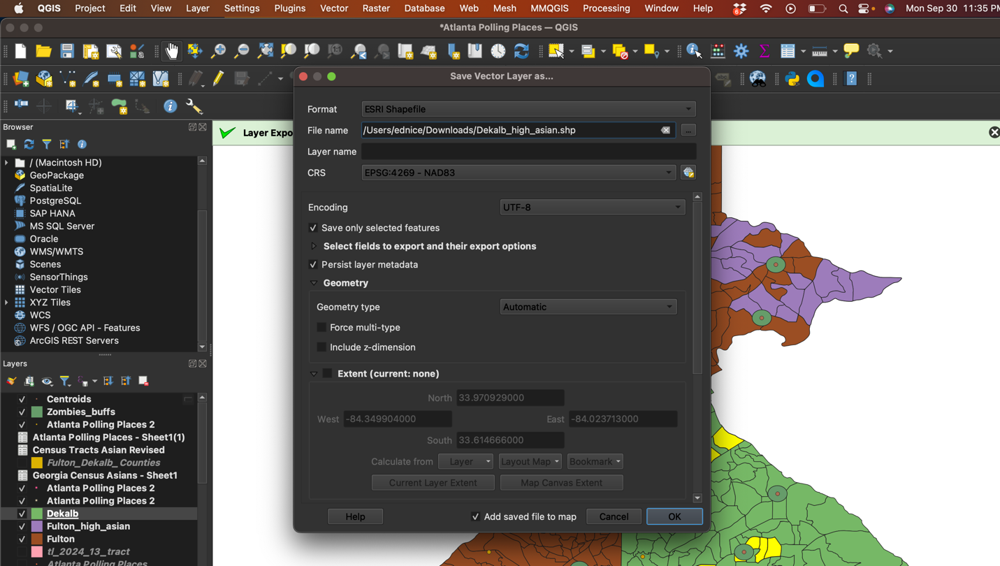 QGIS Project Edit View Layer Settings Plugins Vector Raster Database Web Mesh MMQGIS Processing Window Help 6 Mon Sep 30 11:35 PM
*Atlanta Polling Places — QGIS
Save Vector Layer as...
Format ESRI Shapefile
File name /Users/ednice/Downloads/Dekalb_high_asian.shp ...
Layer name
CRS EPSG:4269 - NAD83
Encoding UTF-8
Save only selected features
Select fields to export and their export options
Persist layer metadata
Geometry
Geometry type Automatic
Force multi-type
Include z-dimension
Extent (current: none)
North 33.970929000
West -84.349904000 East -84.023713000
South 33.614666000
Calculate from Layer Layout Map Bookmark
Current Layer Extent Map Canvas Extent
Help Add saved file to map Cancel OK
Layer Expo
Browser
/ (Macintosh HD)
GeoPackage
SpatiaLite
PostgreSQL
SAP HANA
MS SQL Server
Oracle
WMS/WMTS
Scenes
SensorThings
Vector Tiles
XYZ Tiles
WCS
WFS / OGC API - Features
ArcGIS REST Servers
Layers
Centroids
Zombies_buffs
Atlanta Polling Places 2
Atlanta Polling Places - Sheet1(1)
Census Tracts Asian Revised
Fulton_Dekalb_Counties
Georgia Census Asians - Sheet1
Atlanta Polling Places 2
Atlanta Polling Places 2
Dekalb
Fulton_high_asian
Fulton
tl_2024_13_tract
Atlanta Polling Places